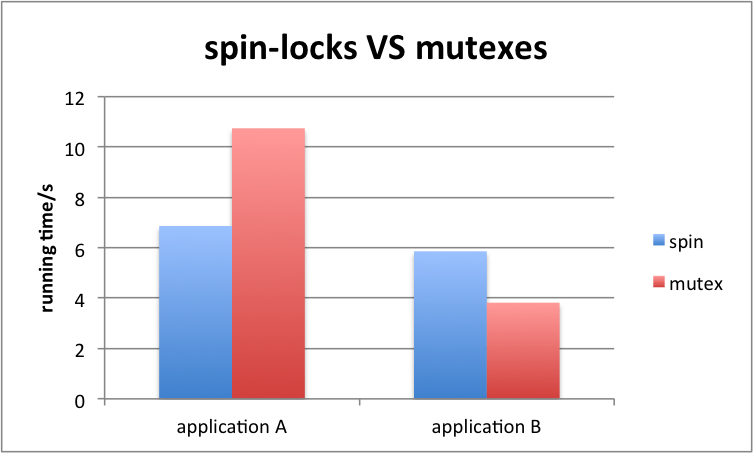 spin-locks VS mutexes
12
10
8
6
4
2
0
running time/s
application A
application B
spin
mutex